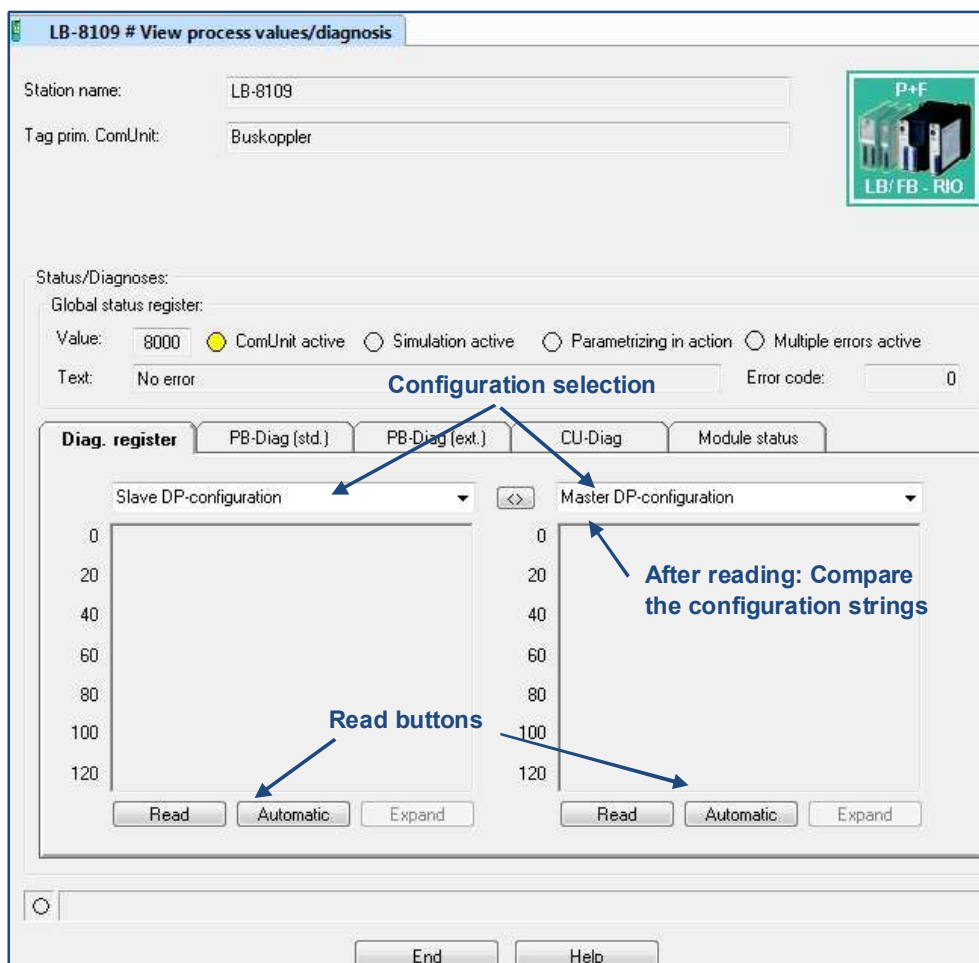 LB-8109 # View process values/diagnosis
Station name: LB-8109
P+F
Tag prim. ComUnit: Buskoppler
LB/FB - RIO
Status/Diagnoses:
Global status register:
Value: 8000 ComUnit active Simulation active Parametrizing in action Multiple errors active
Text: No error Error code: 0
Configuration selection
Diag. register PB-Diag (std.) PB-Diag (ext.) CU-Diag Module status
Slave DP-configuration <> Master DP-configuration
0 0
20 20
After reading: Compare
the configuration strings
40 40
60 60
80 80
Read buttons
100 100
120 120
Read Automatic Expand Read Automatic Expand
End Help